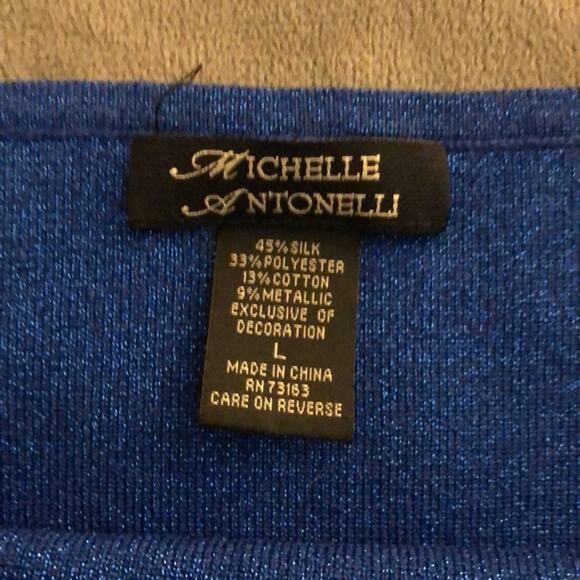 MICHELLE
ANTONELLI
45% SILK
33% POLYESTER
13% COTTON
9% METALLIC
EXCLUSIVE OF
DECORATION
L
MADE IN CHINA
RN 73163
CARE ON REVERSE